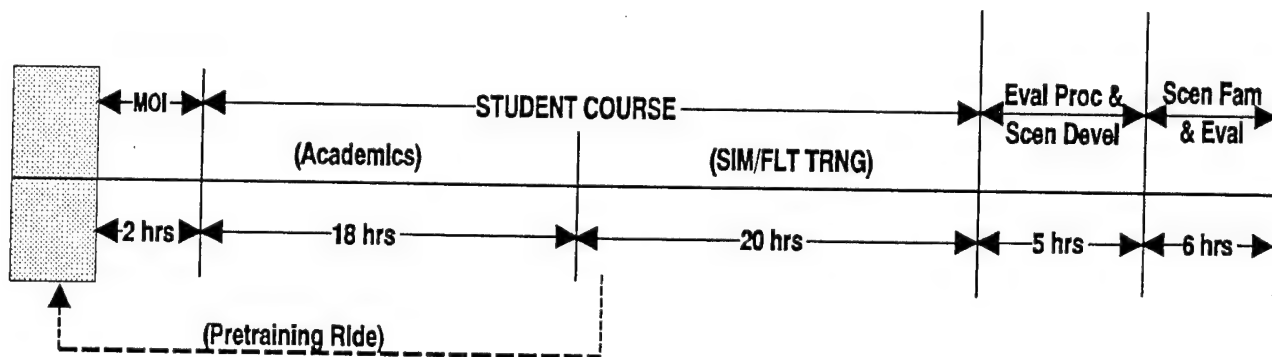 MOI
STUDENT COURSE
Eval Proc &
Scen Devel
Scen Fam
& Eval
(Academics)
(SIM/FLT TRNG)
2 hrs
18 hrs
20 hrs
5 hrs
6 hrs
(Pretraining Ride)